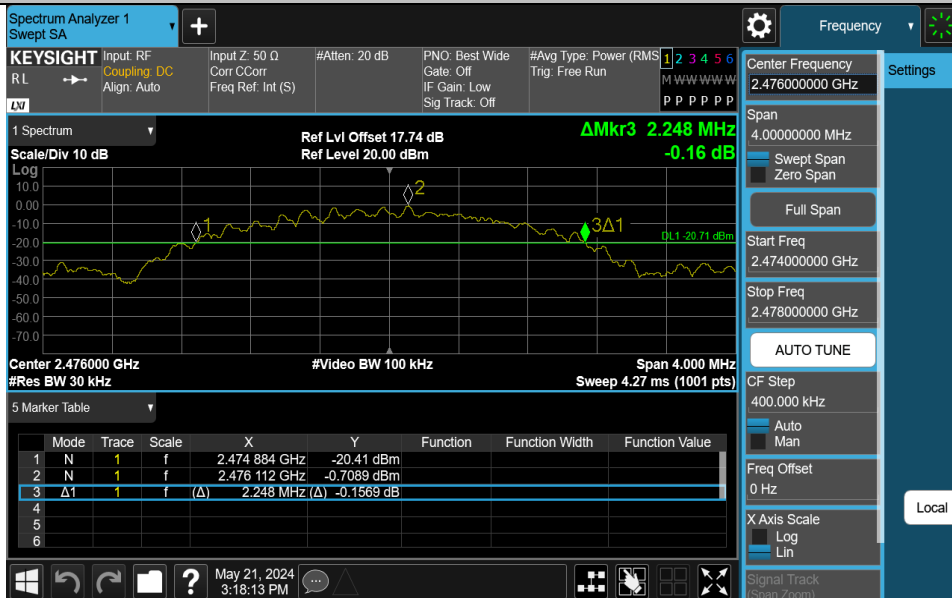 Spectrum Analyzer 1
Swept SA
+
Frequency
KEYSIGHT
RL
LXI
Input: RF
Coupling: DC
Align: Auto
Input Z: 50 Ω
Corr CCorr
Freq Ref: Int (S)
#Atten: 20 dB
PNO: Best Wide
Gate: Off
IF Gain: Low
Sig Track: Off
#Avg Type: Power (RMS
Trig: Free Run
1 2 3 4 5 6
M W W W W W
P P P P P P
Center Frequency
2.476000000 GHz
Settings
Span
4.00000000 MHz
Swept Span
Zero Span
Full Span
Start Freq
2.474000000 GHz
Stop Freq
2.478000000 GHz
AUTO TUNE
CF Step
400.000 kHz
Auto
Man
Freq Offset
0 Hz
X Axis Scale
Log
Lin
Signal Track
(Span Zoom)
Local
1 Spectrum
Scale/Div 10 dB
Ref Lvl Offset 17.74 dB
Ref Level 20.00 dBm
ΔMkr3 2.248 MHz
-0.16 dB
Log
10.0
0.00
-10.0
-20.0
-30.0
-40.0
-50.0
-60.0
-70.0
1
2
3Δ1
DL1 -20.71 dBm
Center 2.476000 GHz
#Video BW 100 kHz
Span 4.000 MHz
#Res BW 30 kHz
Sweep 4.27 ms (1001 pts)
5 Marker Table
Mode Trace Scale X Y Function Function Width Function Value
1 N 1 f 2.474 884 GHz -20.41 dBm
2 N 1 f 2.476 112 GHz -0.7089 dBm
3 Δ1 1 f (Δ) 2.248 MHz (Δ) -0.1569 dB
4
5
6
?
May 21, 2024
3:18:13 PM